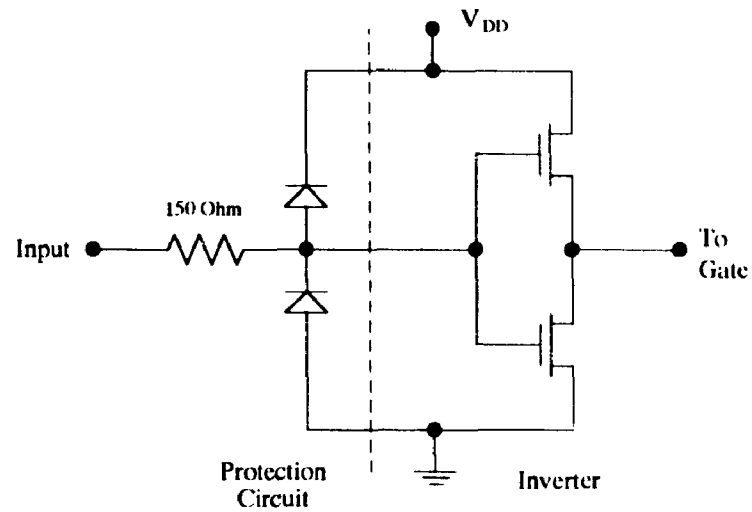 V_DD
150 Ohm
Input
To
Gate
Protection
Circuit
Inverter